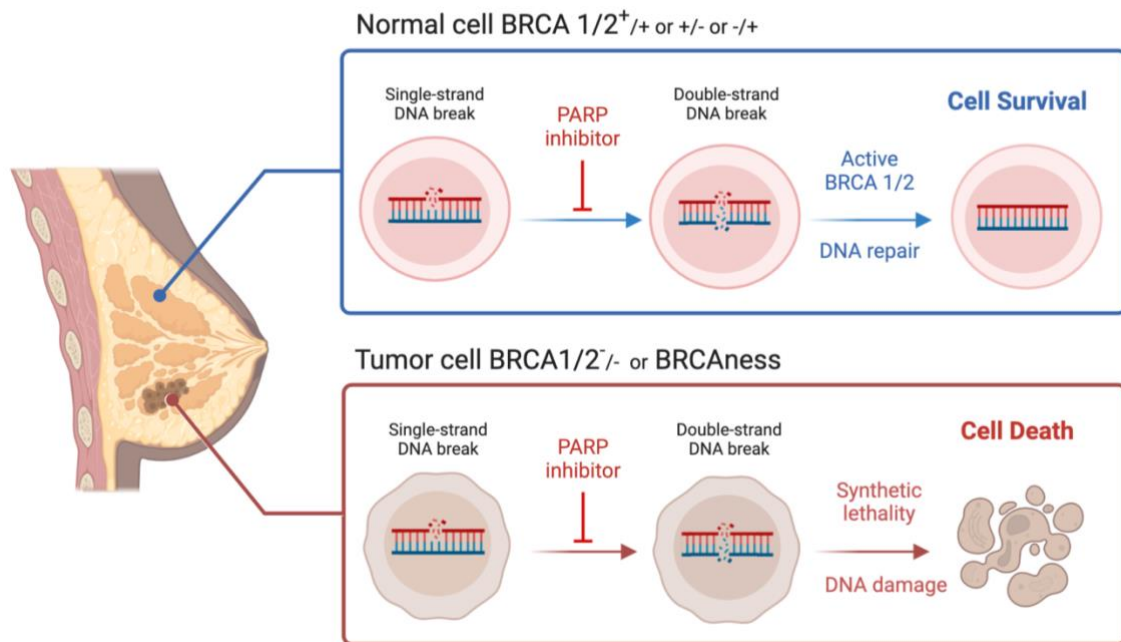 Normal cell BRCA 1/2⁺/+ or +/- or -/+
Single-strand
DNA break
PARP
inhibitor
Double-strand
DNA break
Active
BRCA 1/2
DNA repair
Cell Survival
Tumor cell BRCA1/2⁻/- or BRCAness
Single-strand
DNA break
PARP
inhibitor
Double-strand
DNA break
Synthetic
lethality
DNA damage
Cell Death